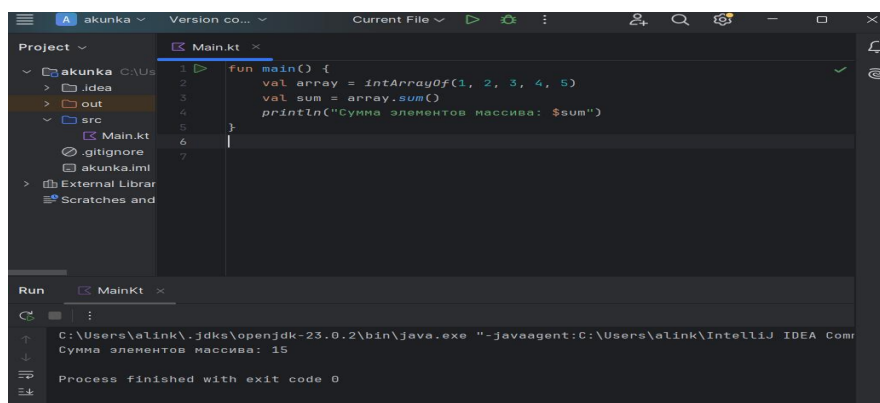 A akunka Version co... Current File
Project
Main.kt
akunka C:\Us
.idea
out
src
Main.kt
.gitignore
akunka.iml
External Librar
Scratches and
1 fun main() {
2 val array = intArrayOf(1, 2, 3, 4, 5)
3 val sum = array.sum()
4 println("Сумма элементов массива: $sum")
5 }
6
7
Run MainKt
C:\Users\alink\.jdks\openjdk-23.0.2\bin\java.exe "-javaagent:C:\Users\alink\IntelliJ IDEA Comm
Сумма элементов массива: 15
Process finished with exit code 0